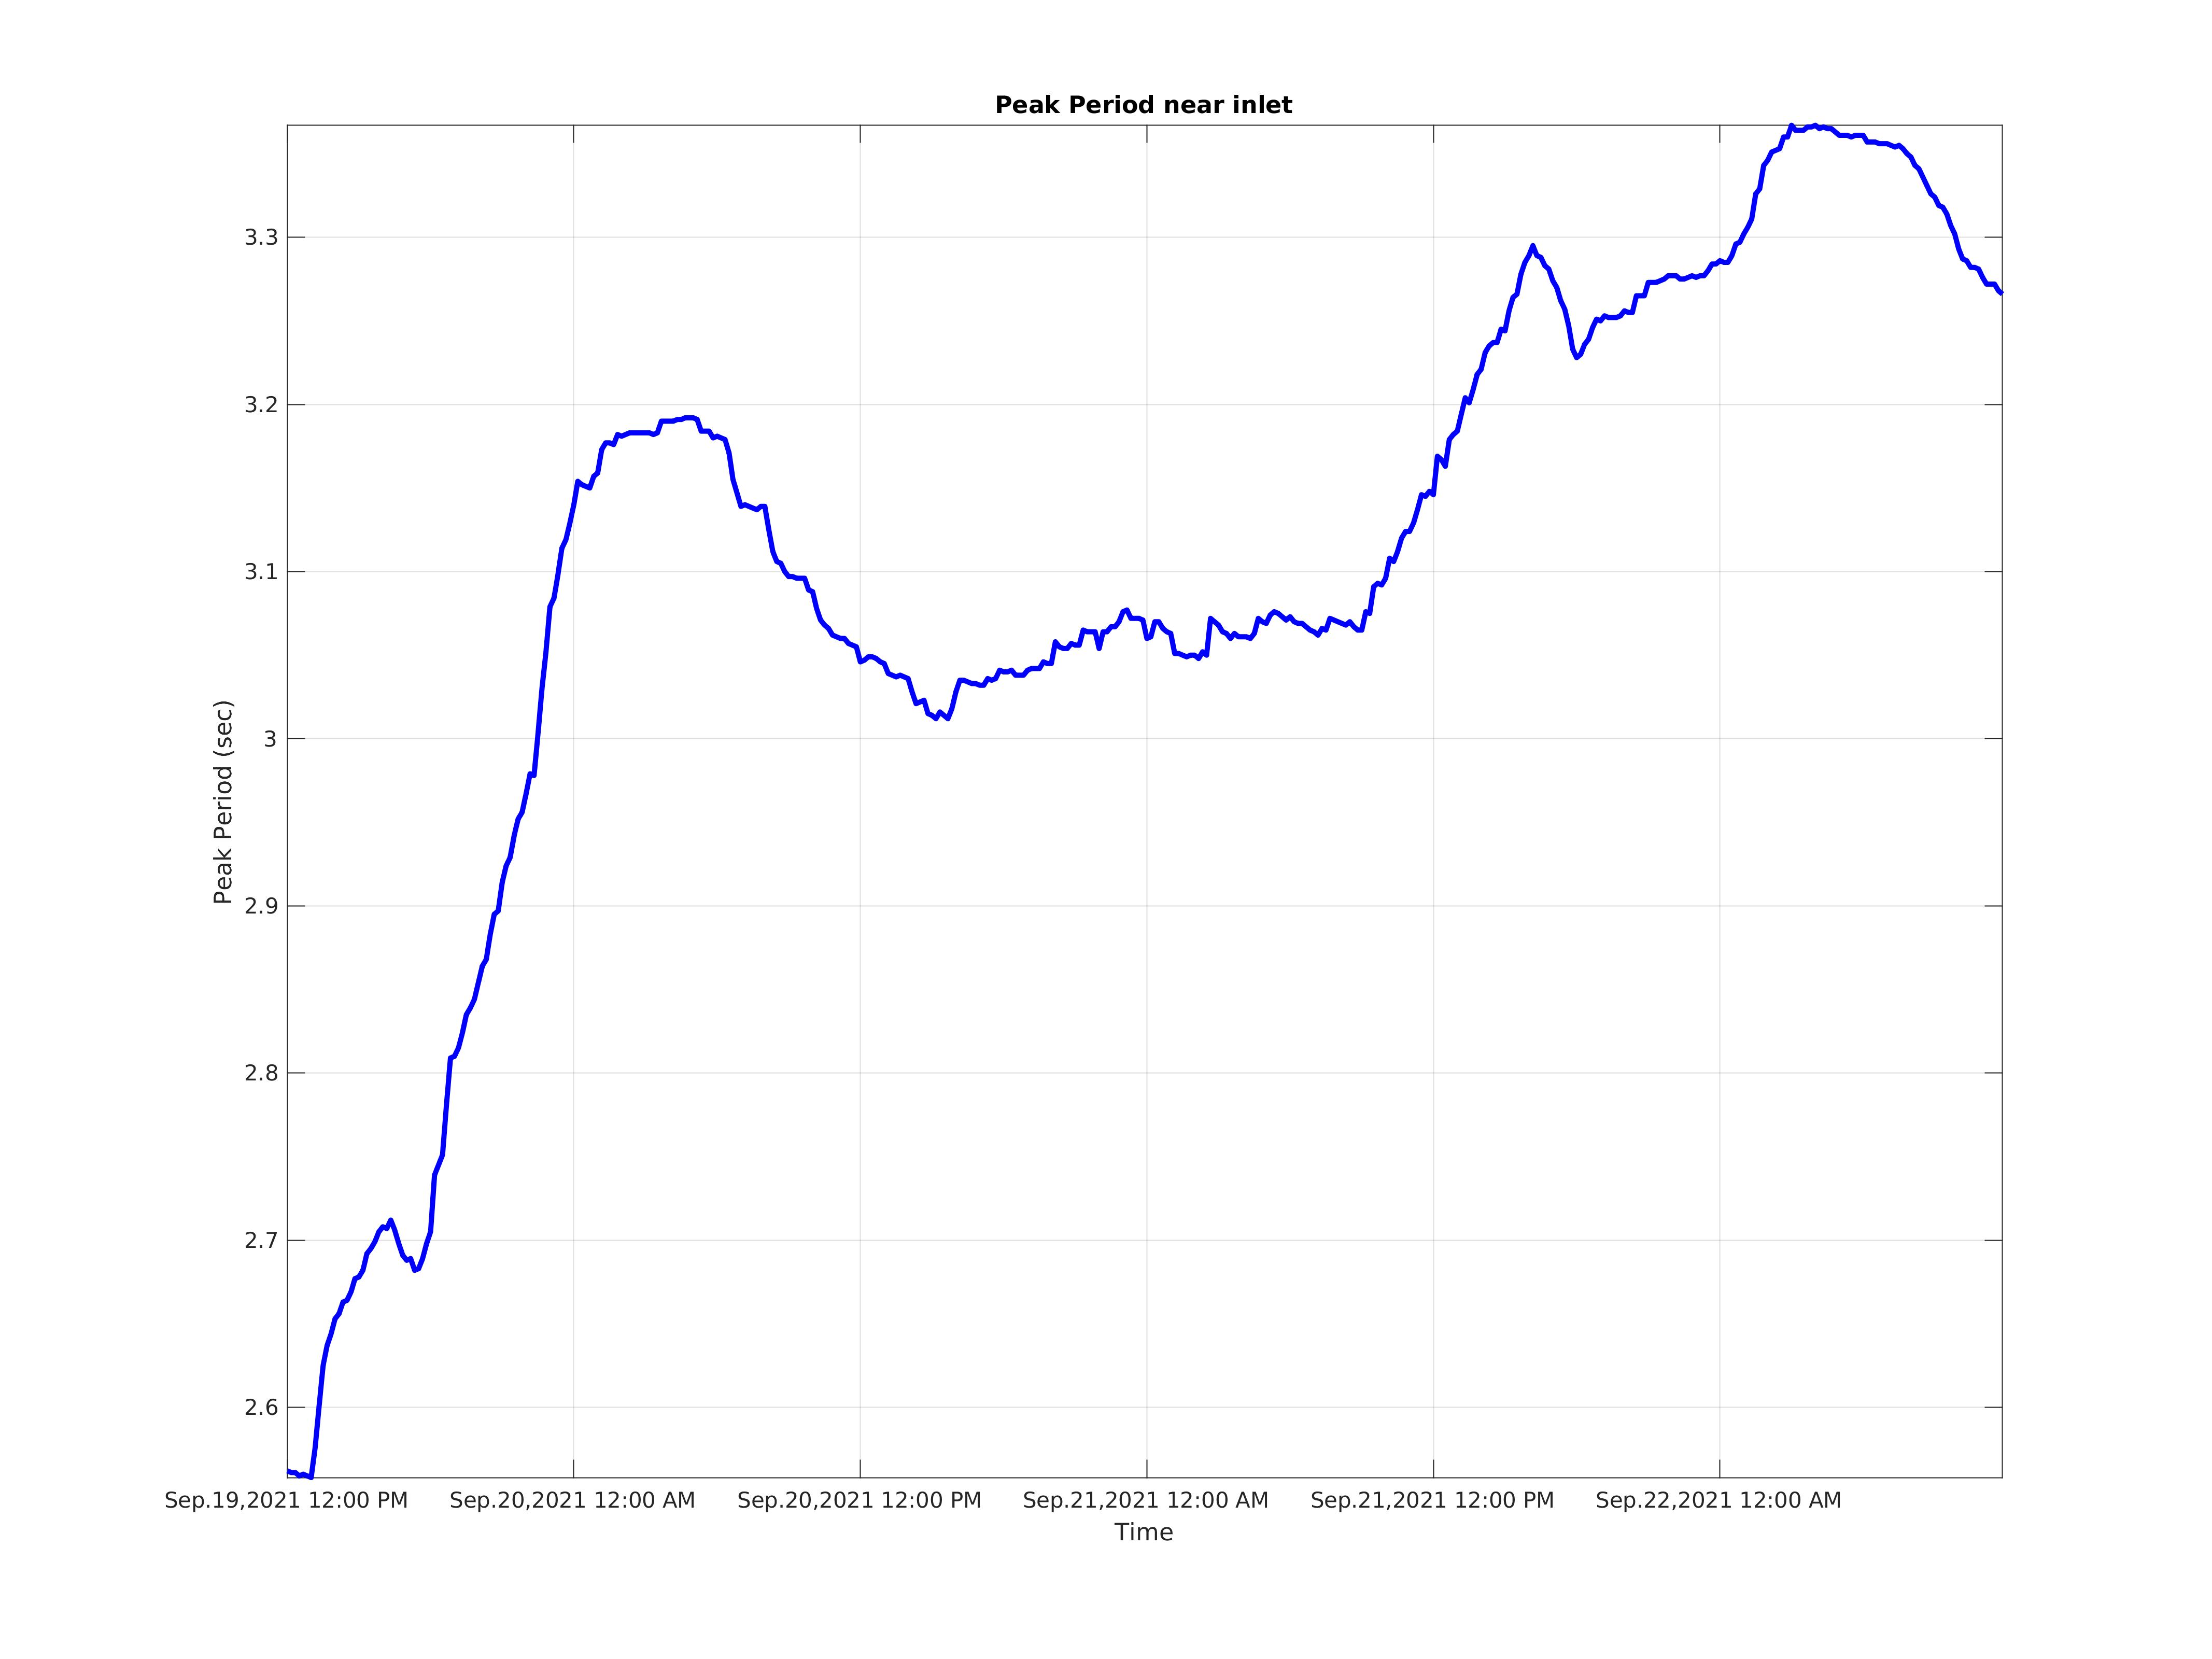 Peak Period near inlet
3.3
3.2
3.1
3
2.9
2.8
2.7
2.6
Peak Period (sec)
Sep.19,2021 12:00 PM Sep.20,2021 12:00 AM Sep.20,2021 12:00 PM Sep.21,2021 12:00 AM Sep.21,2021 12:00 PM Sep.22,2021 12:00 AM
Time